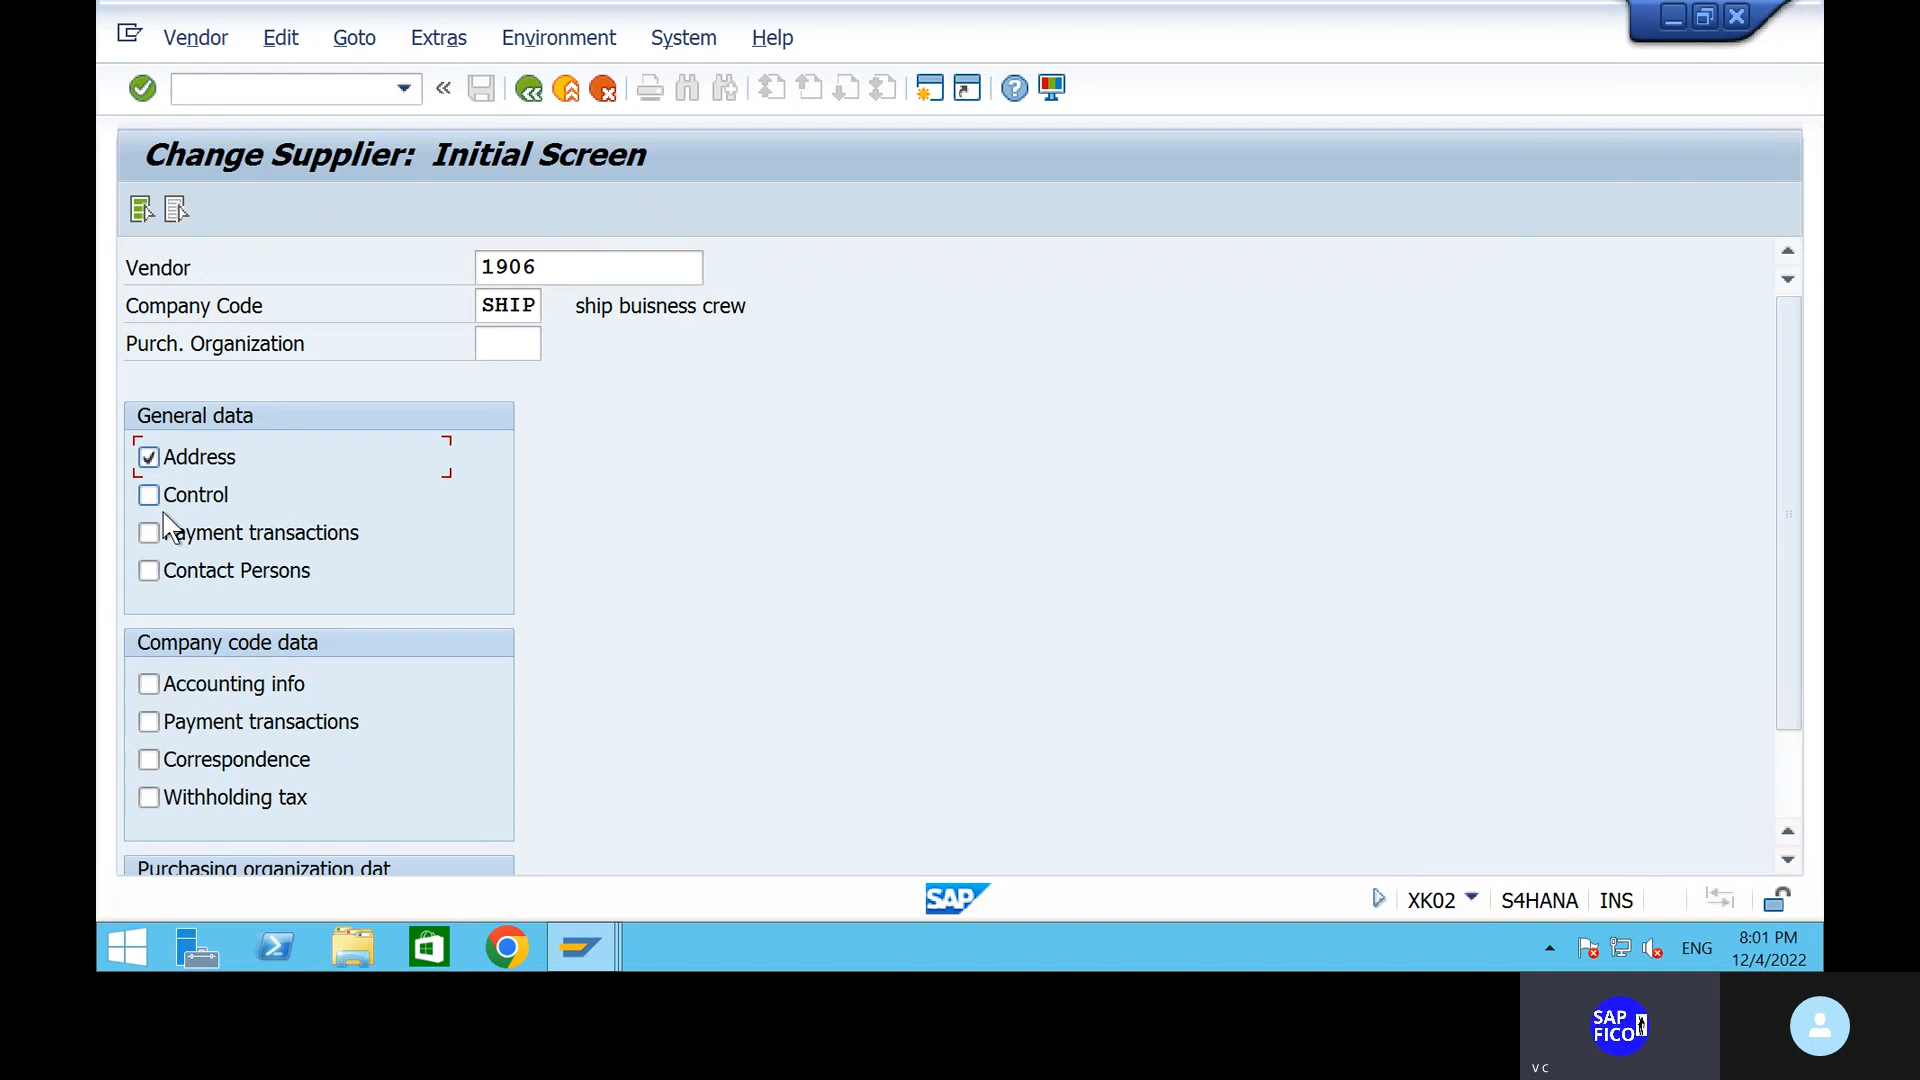 Vendor Edit Goto Extras Environment System Help
Change Supplier: Initial Screen
Vendor 1906
Company Code SHIP ship buisness crew
Purch. Organization
General data
Address
Control
Payment transactions
Contact Persons
Company code data
Accounting info
Payment transactions
Correspondence
Withholding tax
Purchasing organization dat
SAP XK02 S4HANA INS
ENG 8:01 PM
12/4/2022
SAP
FICO
V C